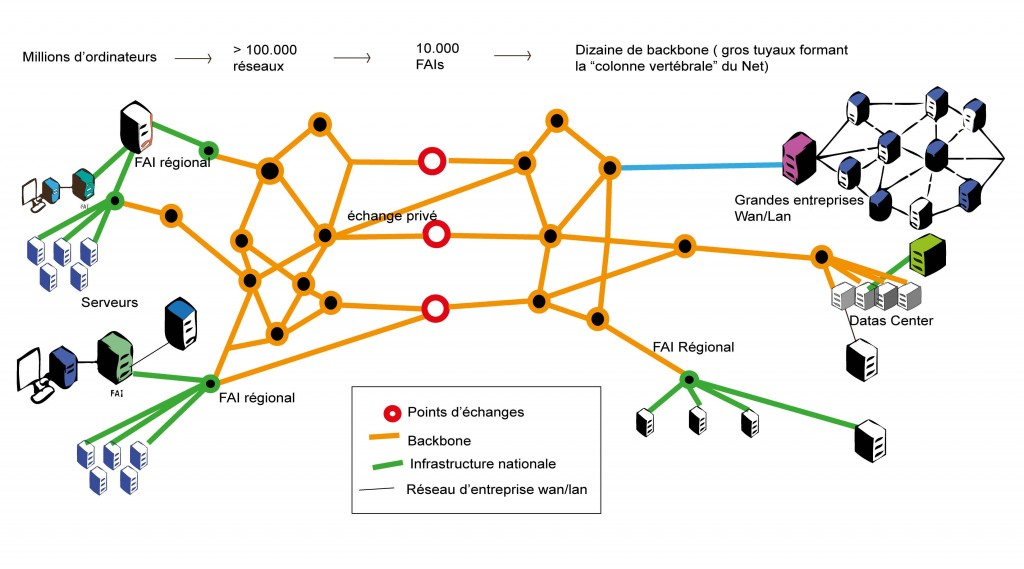 Millions d'ordinateurs
> 100.000
réseaux
10.000
FAIs
Dizaine de backbone ( gros tuyaux formant
la "colonne vertébrale" du Net)
FAI régional
FAI
échange privé
Grandes entreprises
Wan/Lan
Serveurs
Datas Center
FAI
FAI régional
FAI Régional
Points d'échanges
Backbone
Infrastructure nationale
Réseau d'entreprise wan/lan